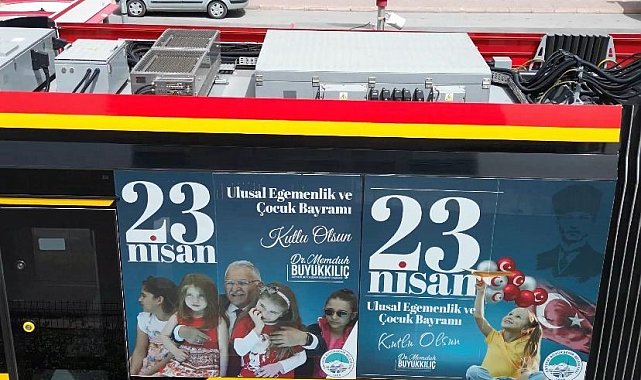 23
nisan
Ulusal Egemenlik ve
Çocuk Bayramı
Kutlu Olsun
Dr. Memduh
BÜYÜKKILIÇ
23
nisan
Ulusal Egemenlik ve
Çocuk Bayramı
Kutlu Olsun
Dr. Memduh
BÜYÜKKILIÇ